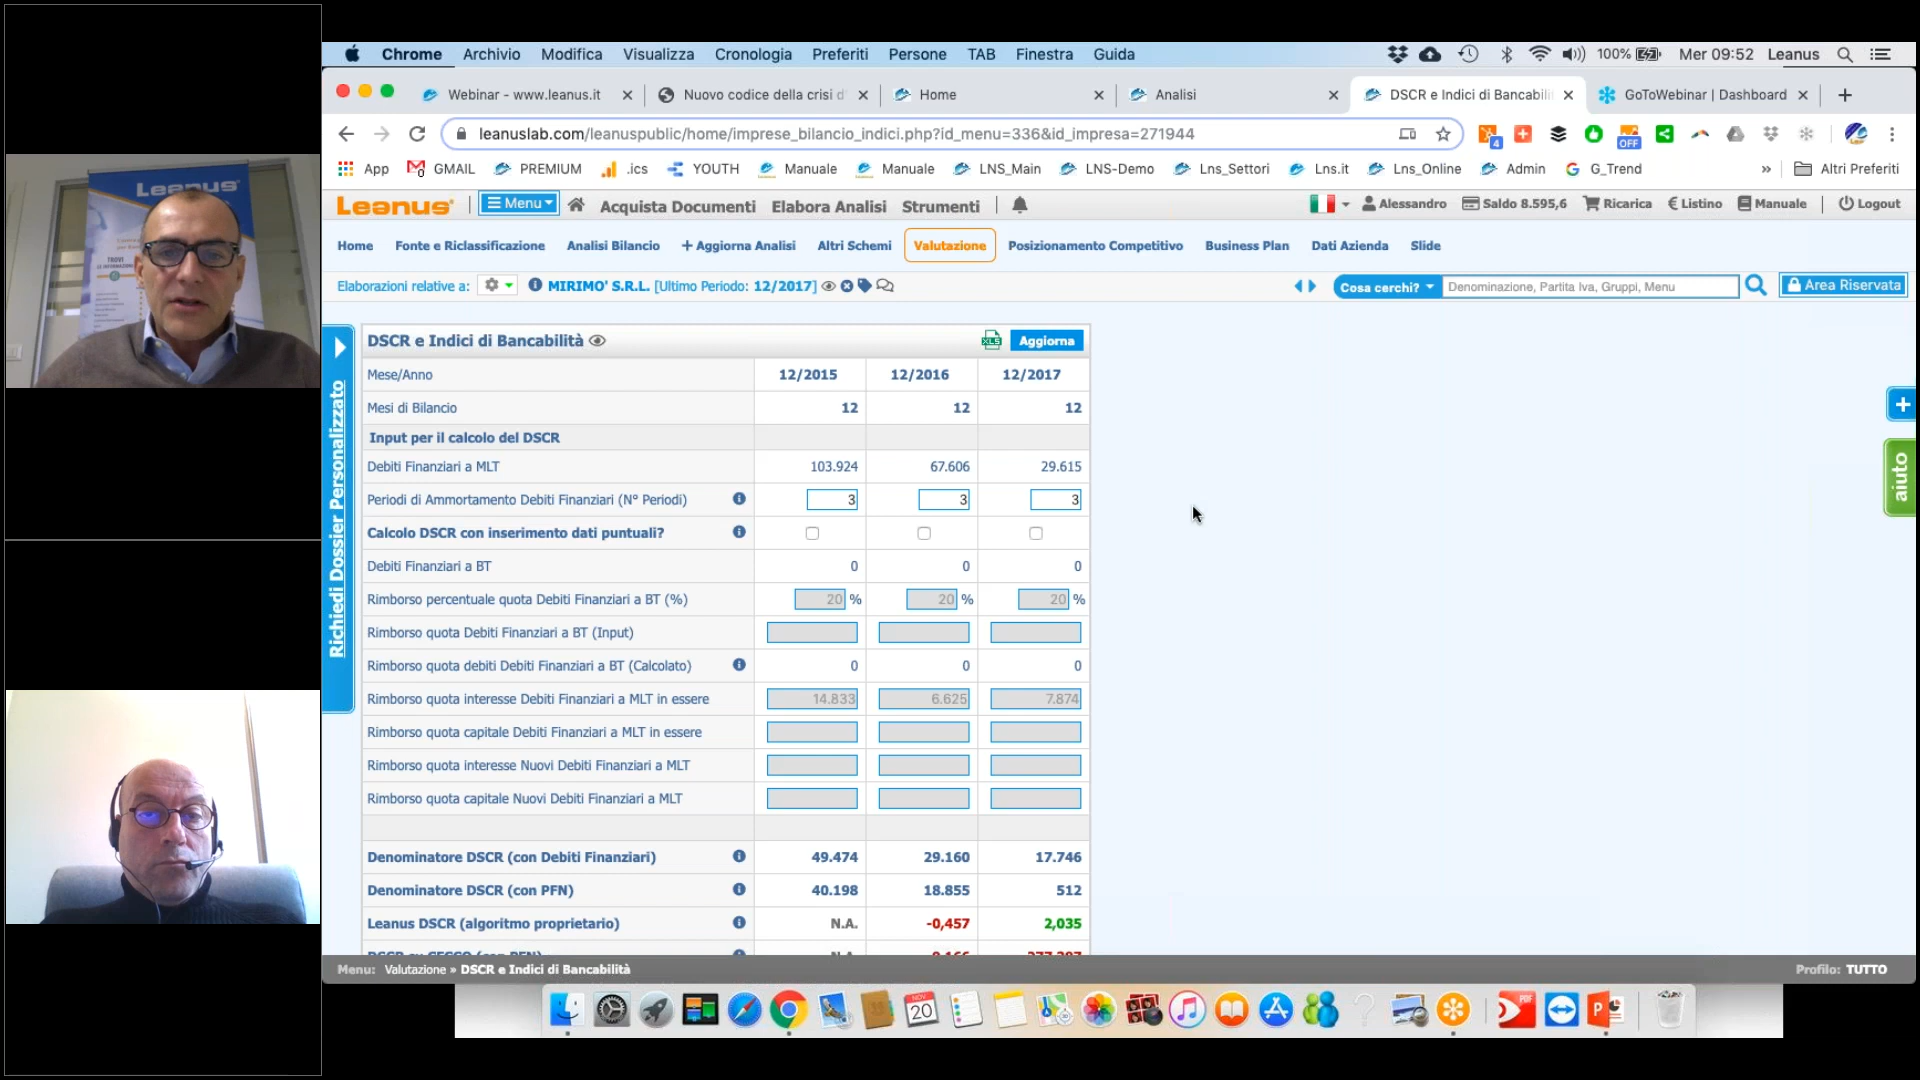 Chrome Archivio Modifica Visualizza Cronologia Preferiti Persone TAB Finestra Guida 100% Mer 09:52 Leanus
Webinar - www.leanus.it Nuovo codice della crisi d Home Analisi DSCR e Indici di Bancabili GoToWebinar | Dashboard
leanuslab.com/leanuspublic/home/imprese_bilancio_indici.php?id_menu=336&id_impresa=271944 4 OFF
App GMAIL PREMIUM .ics YOUTH Manuale Manuale LNS_Main LNS-Demo Lns_Settori Lns.it Lns_Online Admin G_Trend » Altri Preferiti
Leanus® Menu Acquista Documenti Elabora Analisi Strumenti Alessandro Saldo 8.595,6 Ricarica € Listino Manuale Logout
Home Fonte e Riclassificazione Analisi Bilancio + Aggiorna Analisi Altri Schemi Valutazione Posizionamento Competitivo Business Plan Dati Azienda Slide
Elaborazioni relative a: MIRIMO' S.R.L. [Ultimo Periodo: 12/2017] Cosa cerchi? Denominazione, Partita Iva, Gruppi, Menu Area Riservata
Richiedi Dossier Personalizzato
DSCR e Indici di Bancabilità XLS Aggiorna
Mese/Anno 12/2015 12/2016 12/2017
Mesi di Bilancio 12 12 12
Input per il calcolo del DSCR
Debiti Finanziari a MLT 103.924 67.606 29.615
Periodi di Ammortamento Debiti Finanziari (N° Periodi) 3 3 3
Calcolo DSCR con inserimento dati puntuali?
Debiti Finanziari a BT 0 0 0
Rimborso percentuale quota Debiti Finanziari a BT (%) 20 % 20 % 20 %
Rimborso quota Debiti Finanziari a BT (Input)
Rimborso quota debiti Debiti Finanziari a BT (Calcolato) 0 0 0
Rimborso quota interesse Debiti Finanziari a MLT in essere 14.833 6.625 7.874
Rimborso quota capitale Debiti Finanziari a MLT in essere
Rimborso quota interesse Nuovi Debiti Finanziari a MLT
Rimborso quota capitale Nuovi Debiti Finanziari a MLT
Denominatore DSCR (con Debiti Finanziari) 49.474 29.160 17.746
Denominatore DSCR (con PFN) 40.198 18.855 512
Leanus DSCR (algoritmo proprietario) N.A. -0,457 2,035
aiuto
Menu: Valutazione » DSCR e Indici di Bancabilità Profilo: TUTTO
NOV
20
PDF
Leanus®
TROVI